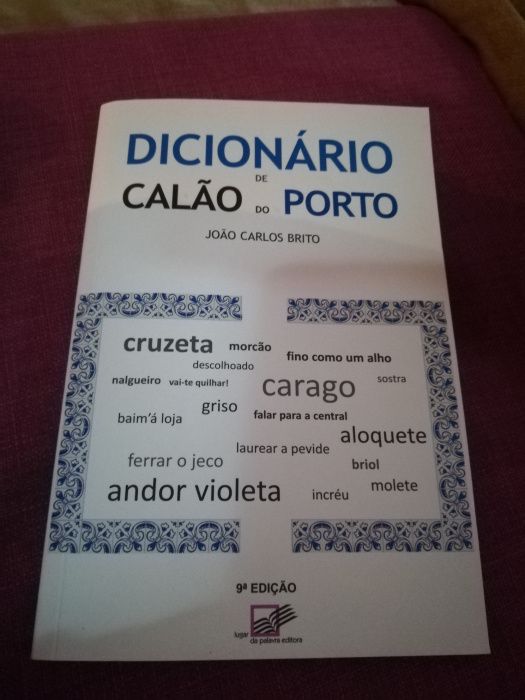 DICIONÁRIO
DE
CALÃO DO PORTO
JOÃO CARLOS BRITO
cruzeta morcão fino como um alho
descolhoado
nalgueiro vai-te quilhar! carago sostra
griso falar para a central
baim'á loja
laurear a pevide aloquete
ferrar o jeco briol
andor violeta incréu molete
9ª EDIÇÃO
lugar
da palavra editora